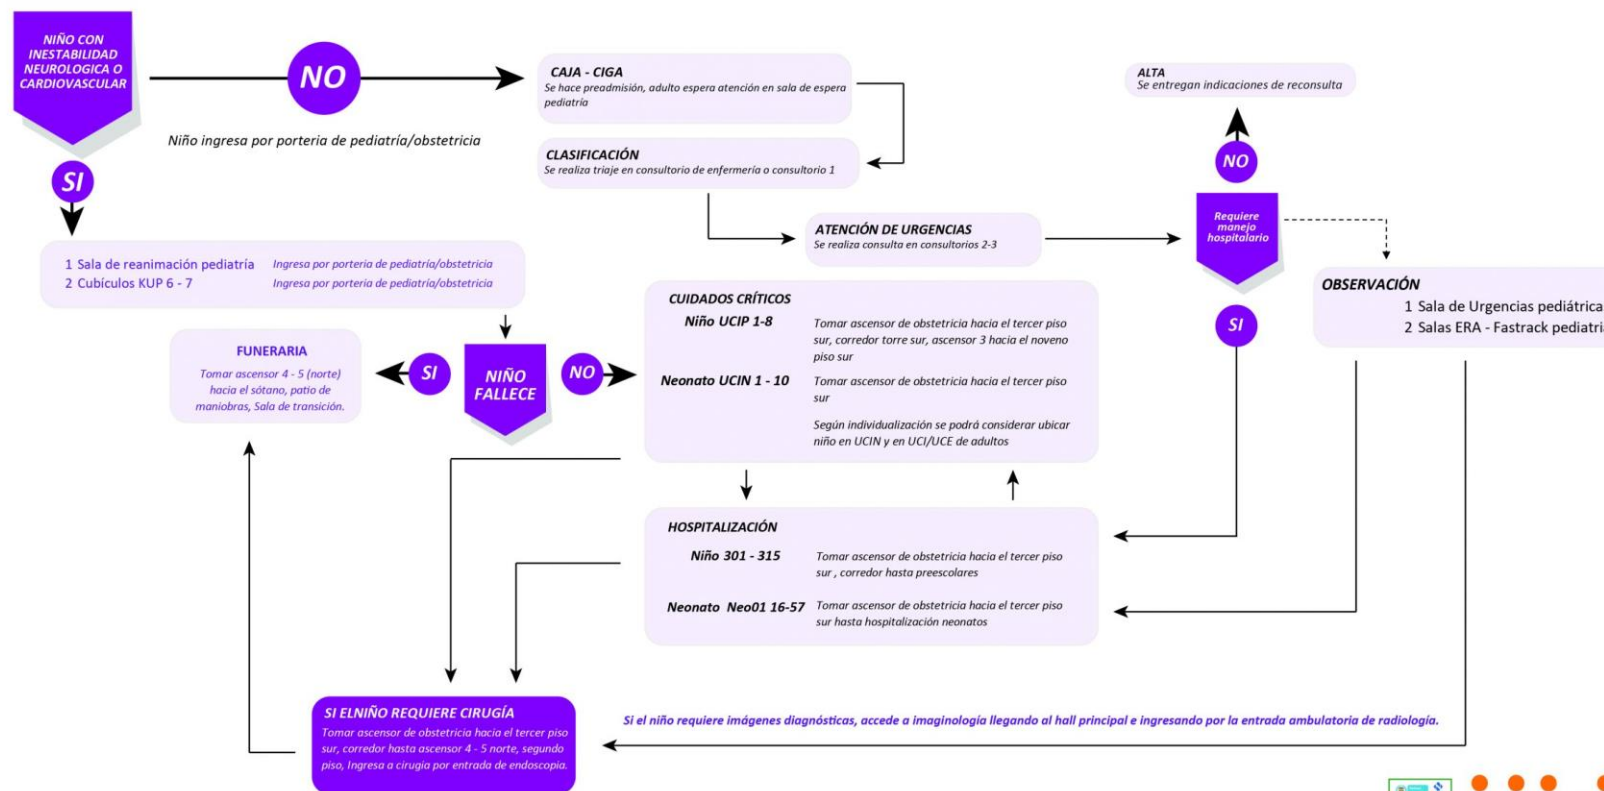 NIÑO CON
INESTABILIDAD
NEUROLOGICA O
CARDIOVASCULAR
NO
Niño ingresa por porteria de pediatría/obstetricia
CAJA - CIGA
Se hace preadmisión, adulto espera atención en sala de espera
pediatría
CLASIFICACIÓN
Se realiza triaje en consultorio de enfermería o consultorio 1
ATENCIÓN DE URGENCIAS
Se realiza consulta en consultorios 2-3
ALTA
Se entregan indicaciones de reconsulta
NO
Requiere
manejo
hospitalario
SI
OBSERVACIÓN
1 Sala de Urgencias pediátrica
2 Salas ERA - Fastrack pediatrí
SI
1 Sala de reanimación pediatría Ingresa por porteria de pediatría/obstetricia
2 Cubículos KUP 6 - 7 Ingresa por porteria de pediatría/obstetricia
NIÑO
FALLECE
SI
FUNERARIA
Tomar ascensor 4 - 5 (norte)
hacia el sótano, patio de
maniobras, Sala de transición.
NO
CUIDADOS CRÍTICOS
Niño UCIP 1-8 Tomar ascensor de obstetricia hacia el tercer piso
sur, corredor torre sur, ascensor 3 hacia el noveno
piso sur
Neonato UCIN 1 - 10 Tomar ascensor de obstetricia hacia el tercer piso
sur
Según individualización se podrá considerar ubicar
niño en UCIN y en UCI/UCE de adultos
HOSPITALIZACIÓN
Niño 301 - 315 Tomar ascensor de obstetricia hacia el tercer piso
sur , corredor hasta preescolares
Neonato Neo01 16-57 Tomar ascensor de obstetricia hacia el tercer piso
sur hasta hospitalización neonatos
SI ELNIÑO REQUIERE CIRUGÍA
Tomar ascensor de obstetricia hacia el tercer piso
sur, corredor hasta ascensor 4 - 5 norte, segundo
piso, Ingresa a cirugia por entrada de endoscopia.
Si el niño requiere imágenes diagnósticas, accede a imaginología llegando al hall principal e ingresando por la entrada ambulatoria de radiología.